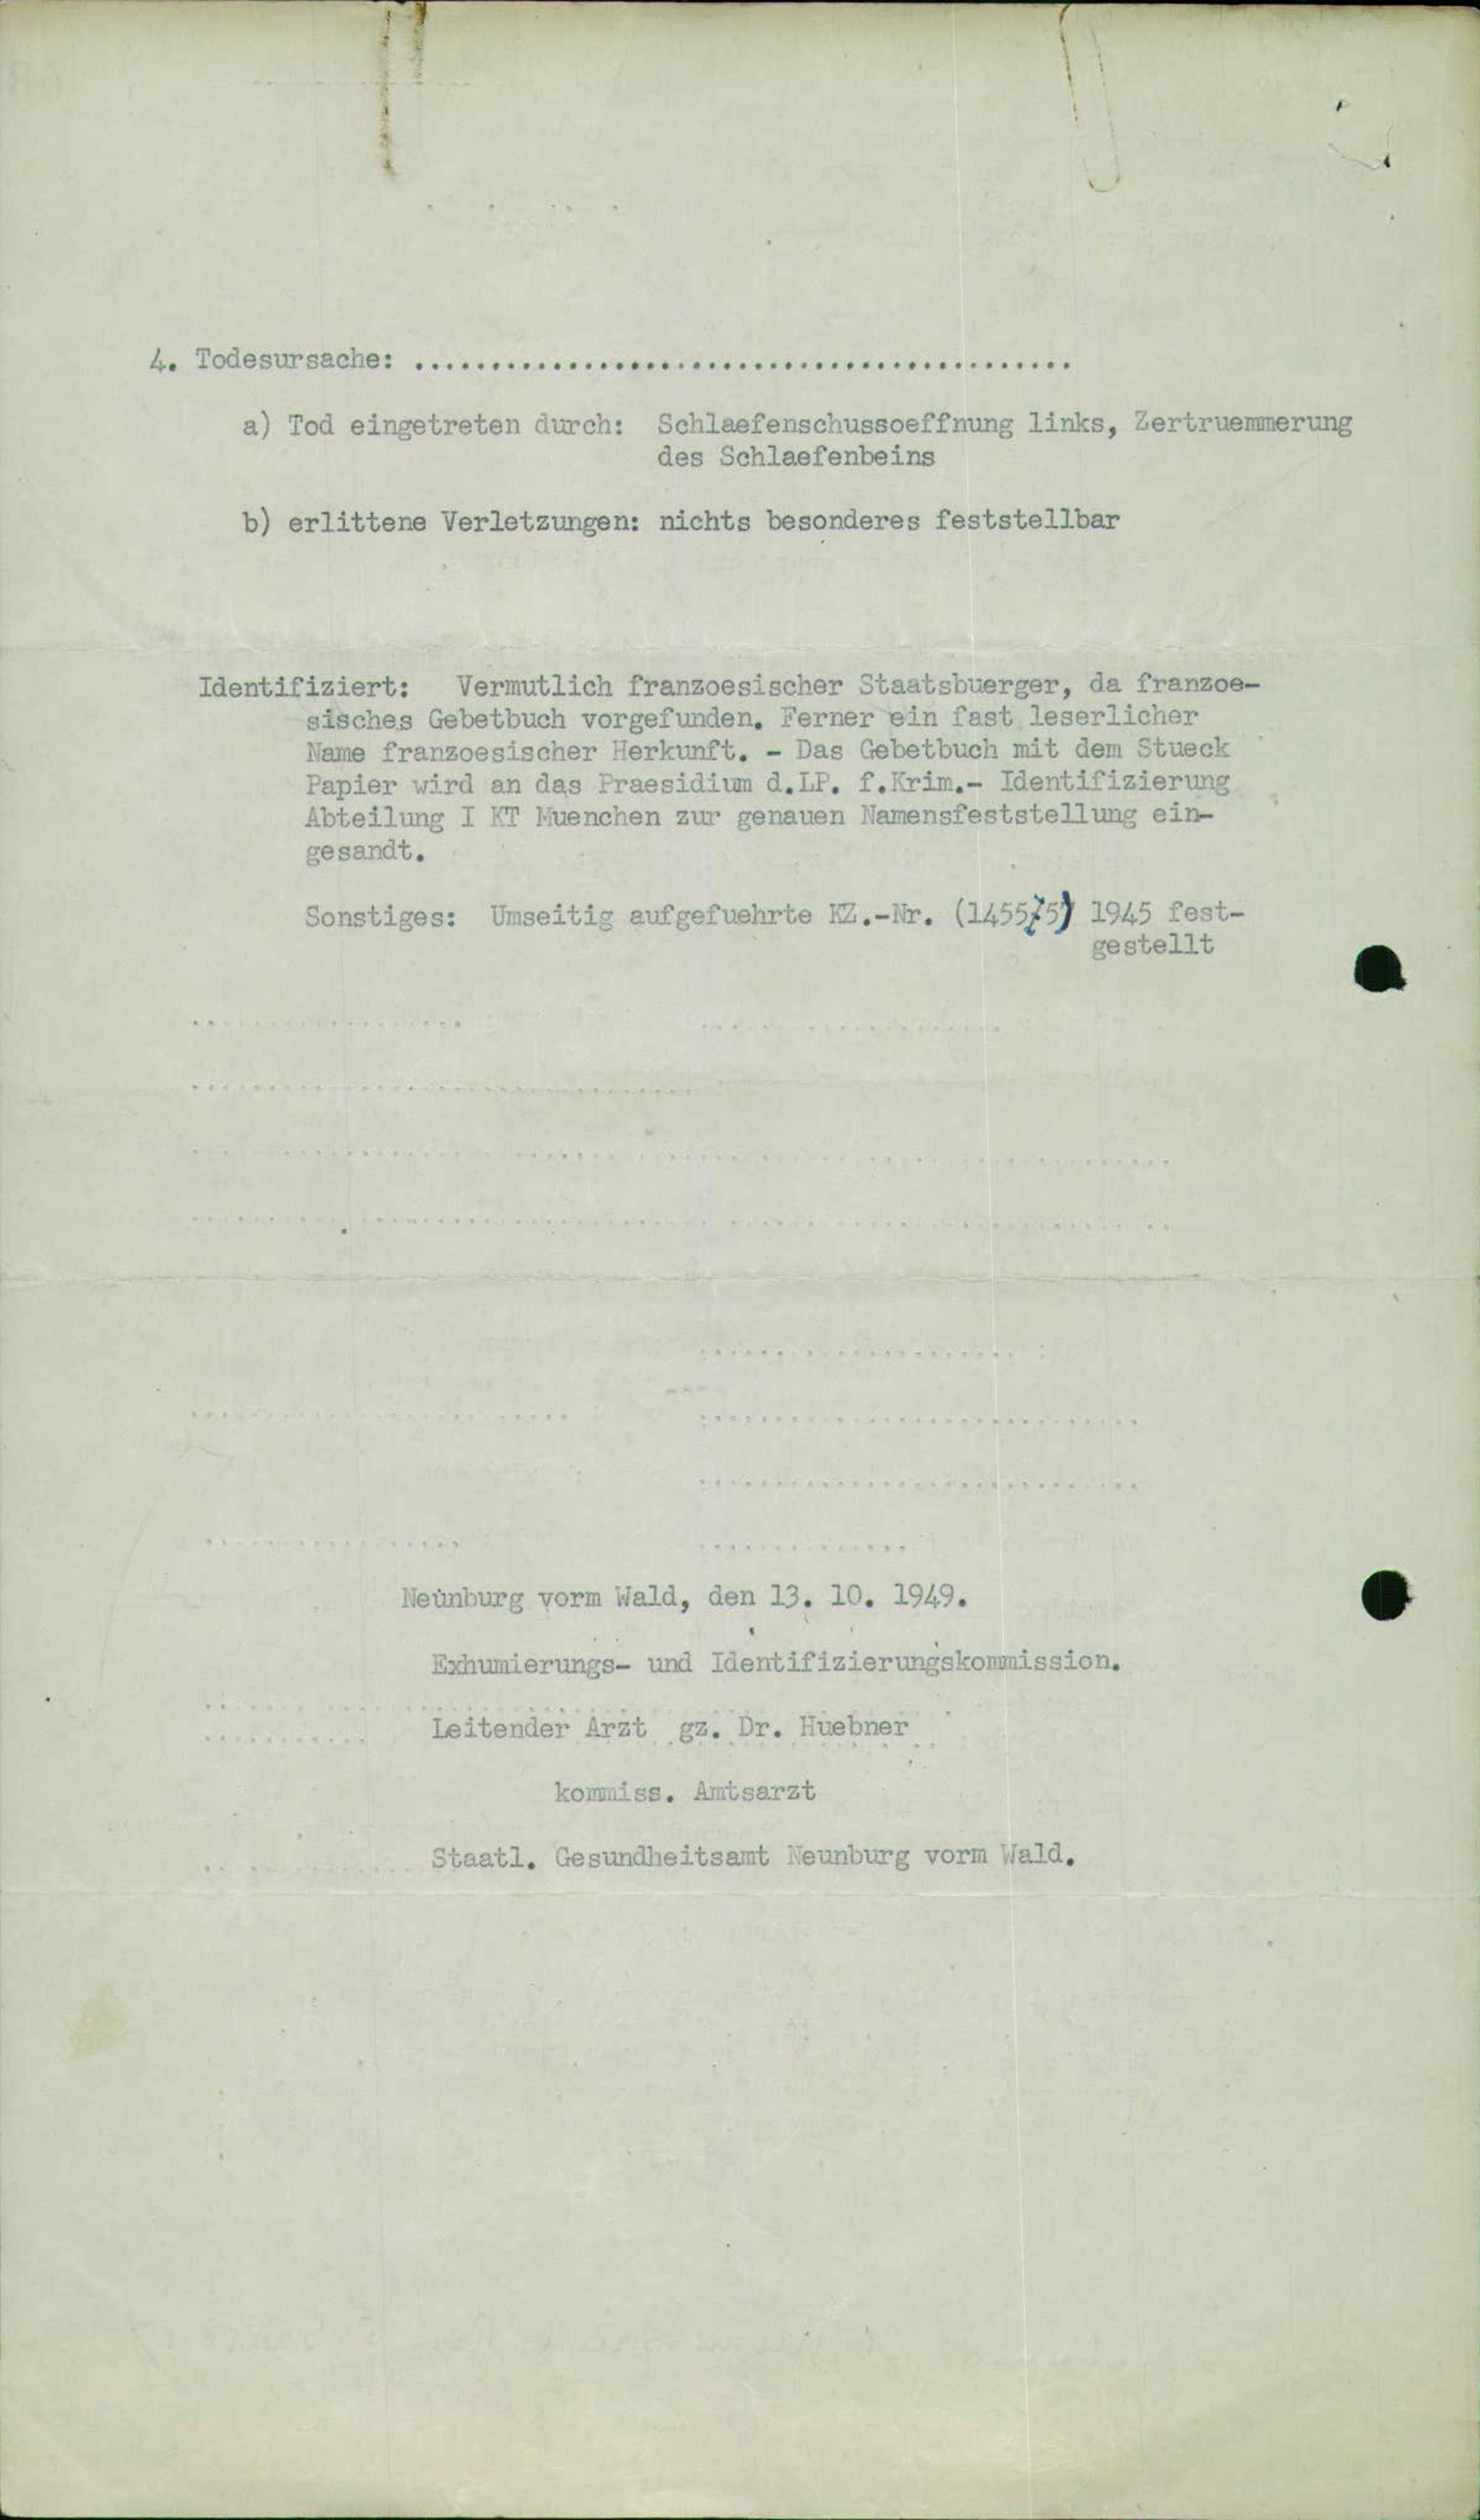 4. Todesursache: ...........................................
a) Tod eingetreten durch: Schlaefenschussoeffnung links, Zertruemmerung
des Schlaefenbeins
b) erlittene Verletzungen: nichts besonderes feststellbar
Identifiziert: Vermutlich franzoesischer Staatsbuerger, da franzoe-
sisches Gebetbuch vorgefunden. Ferner ein fast leserlicher
Name franzoesischer Herkunft. - Das Gebetbuch mit dem Stueck
Papier wird an das Praesidium d.LP. f.Krim.- Identifizierung
Abteilung I KT Muenchen zur genauen Namensfeststellung ein-
gesandt.
Sonstiges: Umseitig aufgefuehrte KZ.-Nr. 1945 fest-
gestellt
Neunburg vorm Wald, den 13. 10. 1949.
Exhumierungs- und Identifizierungskommission.
Leitender Arzt gz. Dr. Huebner
kommiss. Amtsarzt
Staatl. Gesundheitsamt Neunburg vorm Wald.